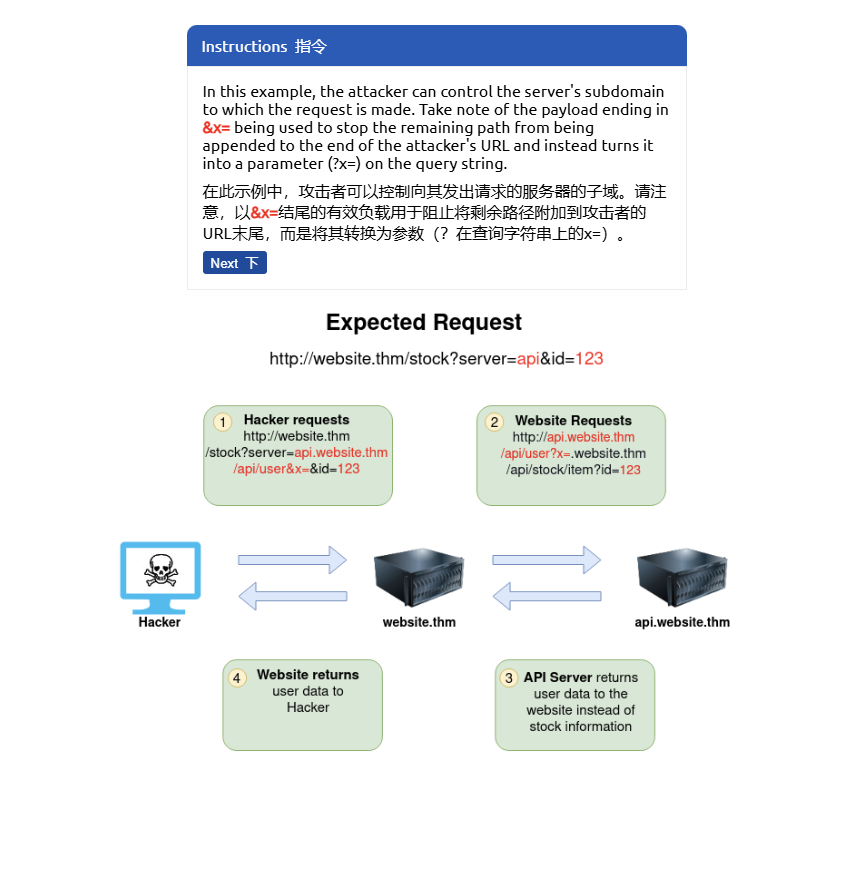 Instructions 指令
In this example, the attacker can control the server's subdomain
to which the request is made. Take note of the payload ending in
&x= being used to stop the remaining path from being
appended to the end of the attacker's URL and instead turns it
into a parameter (?x=) on the query string.
在此示例中，攻击者可以控制向其发出请求的服务器的子域。请注
意，以&x=结尾的有效负载用于阻止将剩余路径附加到攻击者的
URL末尾，而是将其转换为参数（？在查询字符串上的x=）。
Next 下
Expected Request
http://website.thm/stock?server=api&id=123
1 Hacker requests
http://website.thm
/stock?server=api.website.thm
/api/user&x=&id=123
2 Website Requests
http://api.website.thm
/api/user?x=.website.thm
/api/stock/item?id=123
Hacker
website.thm
api.website.thm
4 Website returns
user data to
Hacker
3 API Server returns
user data to the
website instead of
stock information